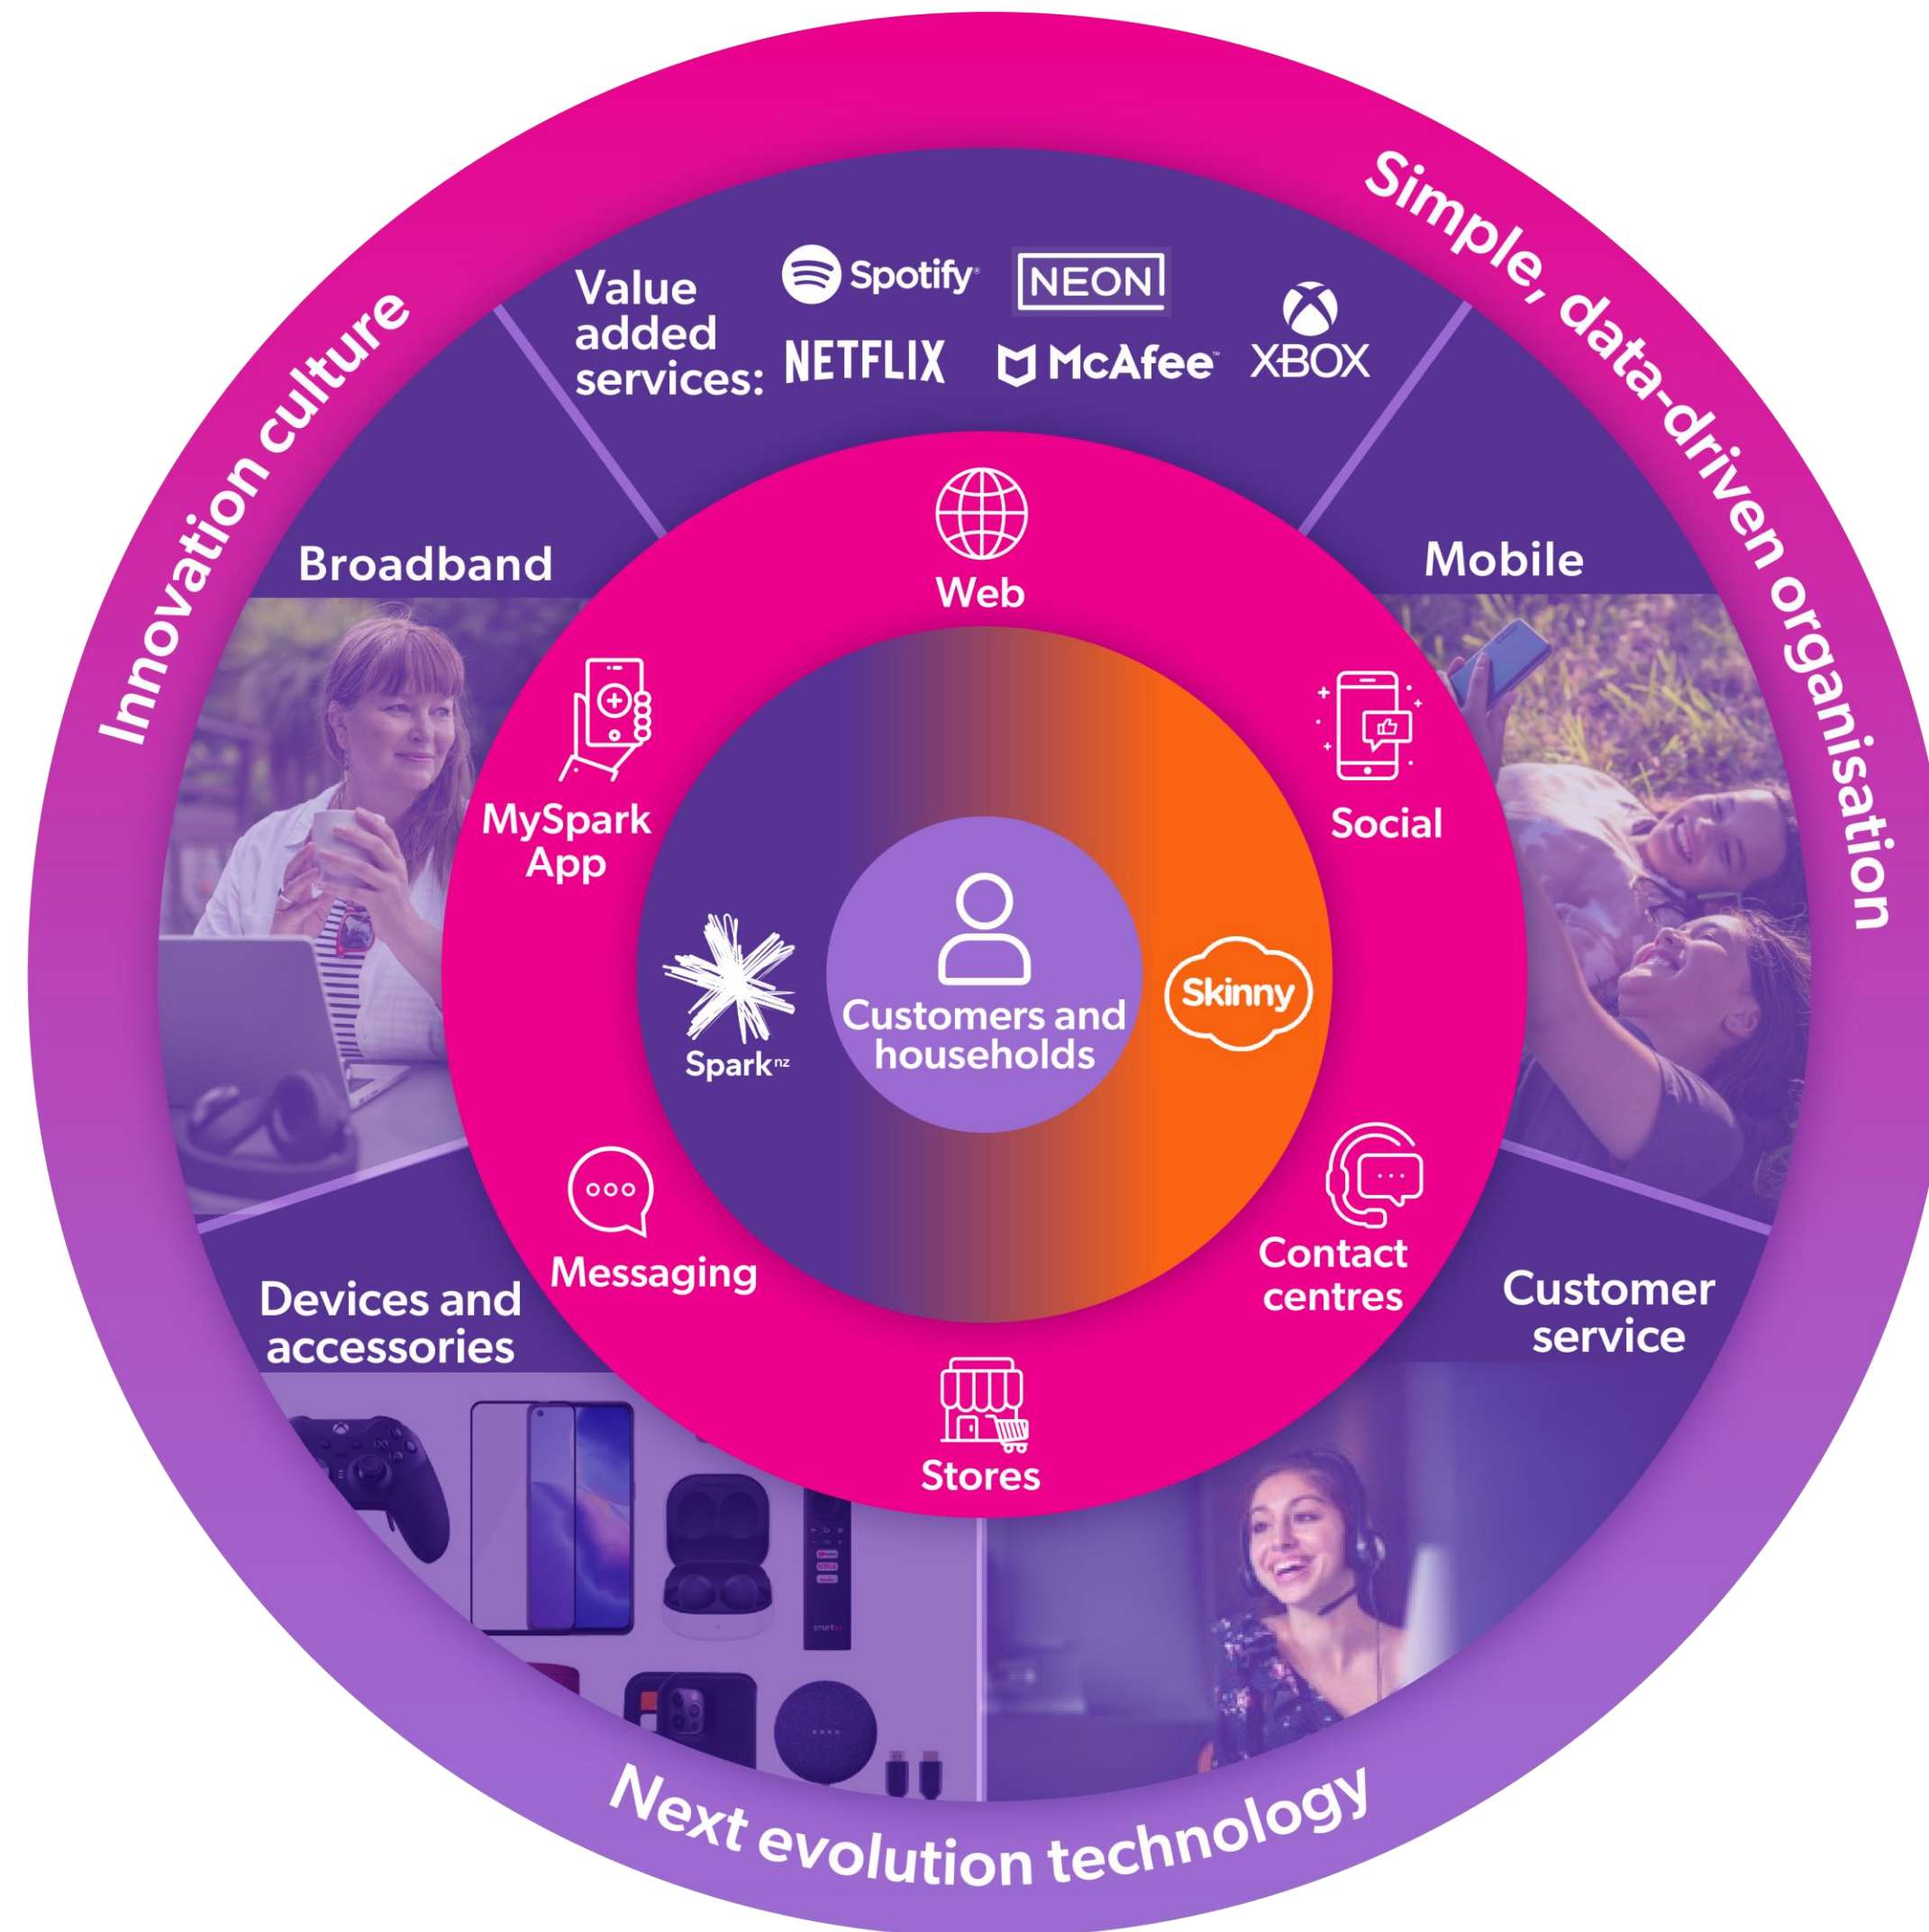 Innovation culture
Simple, data-driven organisation
Next evolution technology
Value
added
services:
Spotify®
NEON
NETFLIX
McAfee™
XBOX
Broadband
Mobile
Devices and
accessories
Customer
service
Web
MySpark
App
Social
Messaging
Contact
centres
Stores
Spark nz
Customers and
households
Skinny